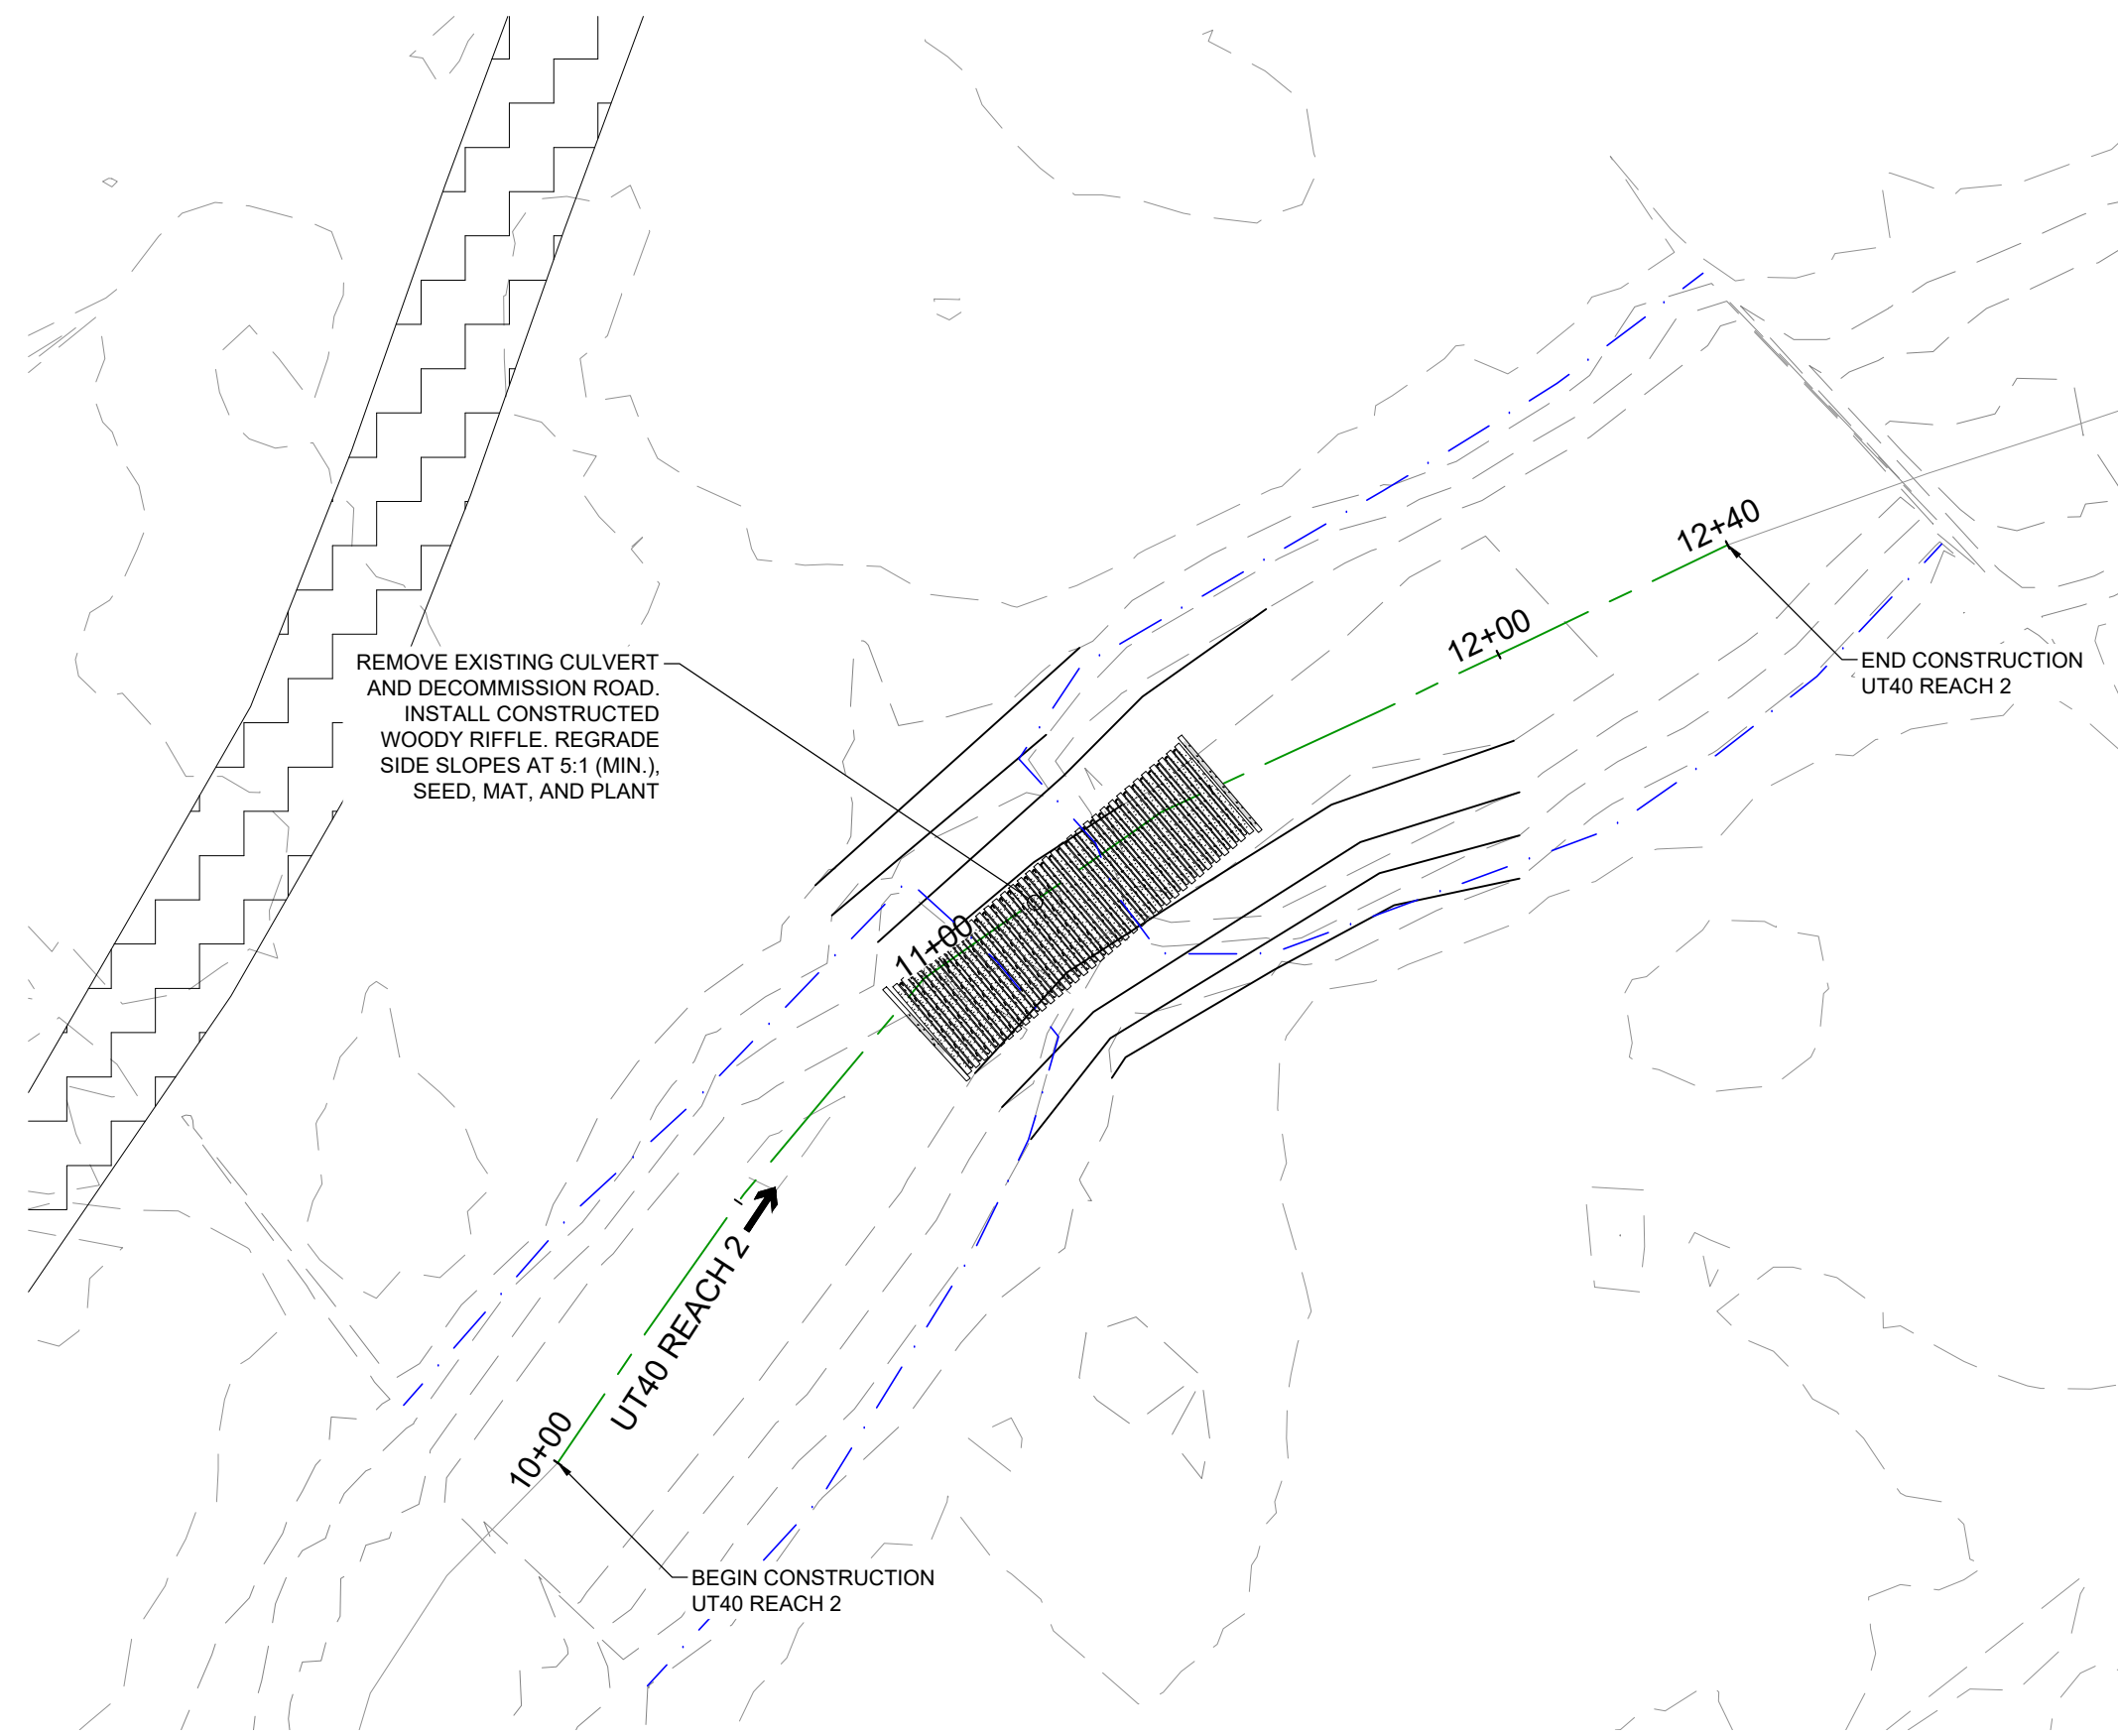 12+40
12+00
REMOVE EXISTING CULVERT
AND DECOMMISSION ROAD.
INSTALL CONSTRUCTED
WOODY RIFFLE. REGRADE
SIDE SLOPES AT 5:1 (MIN.),
SEED, MAT, AND PLANT
END CONSTRUCTION
UT40 REACH 2
11+00
UT40 REACH 2
10+00
BEGIN CONSTRUCTION
UT40 REACH 2